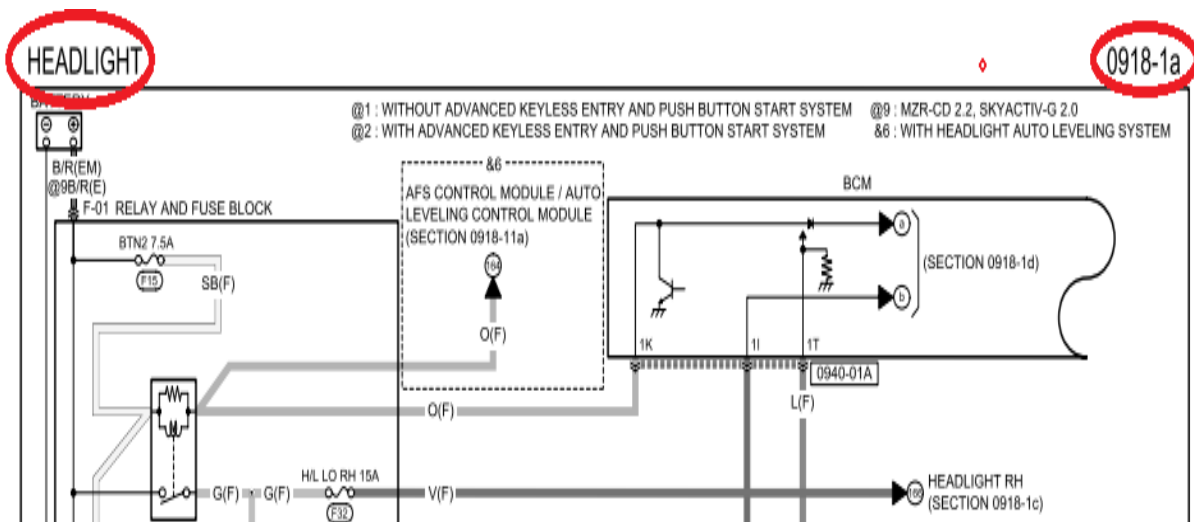 HEADLIGHT
0918-1a
BATTERY
@1 : WITHOUT ADVANCED KEYLESS ENTRY AND PUSH BUTTON START SYSTEM @9 : MZR-CD 2.2, SKYACTIV-G 2.0
@2 : WITH ADVANCED KEYLESS ENTRY AND PUSH BUTTON START SYSTEM &6 : WITH HEADLIGHT AUTO LEVELING SYSTEM
B/R(EM)
@9B/R(E)
F-01 RELAY AND FUSE BLOCK
BTN2 7.5A
F15
SB(F)
&6
AFS CONTROL MODULE / AUTO
LEVELING CONTROL MODULE
(SECTION 0918-11a)
164
O(F)
BCM
a
(SECTION 0918-1d)
b
1K
1I
1T
0940-01A
L(F)
O(F)
H/L LO RH 15A
G(F)
G(F)
F32
V(F)
166
HEADLIGHT RH
(SECTION 0918-1c)